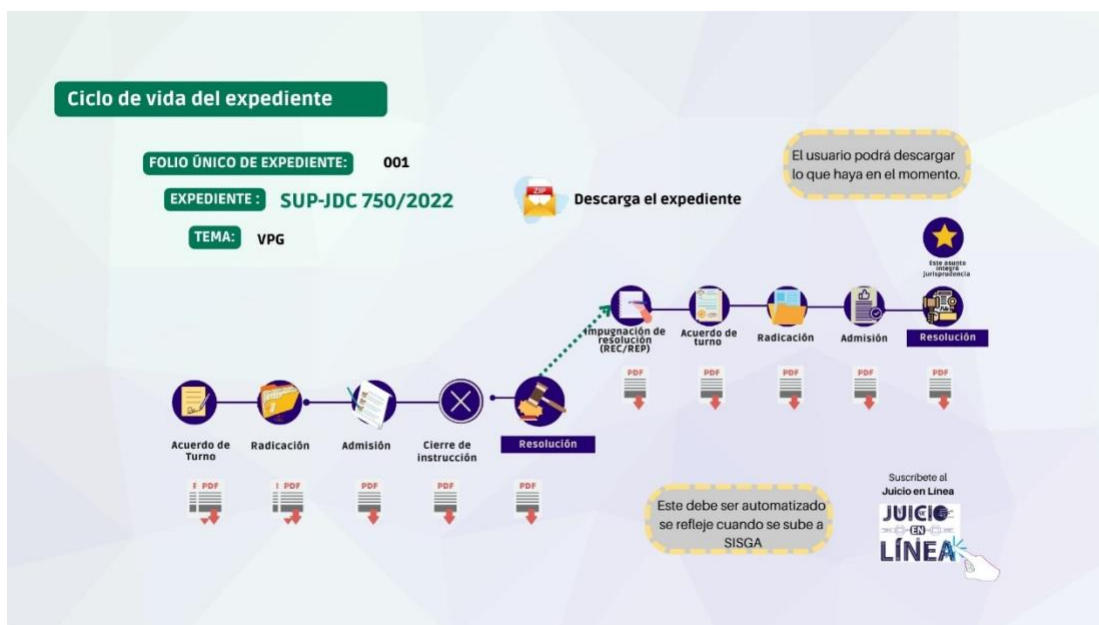 Ciclo de vida del expediente
FOLIO ÚNICO DE EXPEDIENTE: 001
EXPEDIENTE : SUP-JDC 750/2022
TEMA: VPG
ZIP
Descarga el expediente
El usuario podrá descargar
lo que haya en el momento.
Este asunto
integró
jurisprudencia
Impugnación de
resolución
(REC/REP)
Acuerdo de
turno
Radicación
Admisión
Resolución
PDF
PDF
PDF
PDF
PDF
Acuerdo de
Turno
Radicación
Admisión
Cierre de
instrucción
Resolución
PDF
PDF
PDF
PDF
PDF
Este debe ser automatizado
se refleje cuando se sube a
SISGA
Suscríbete al
Juicio en Línea
JUICIO
EN
LÍNEA